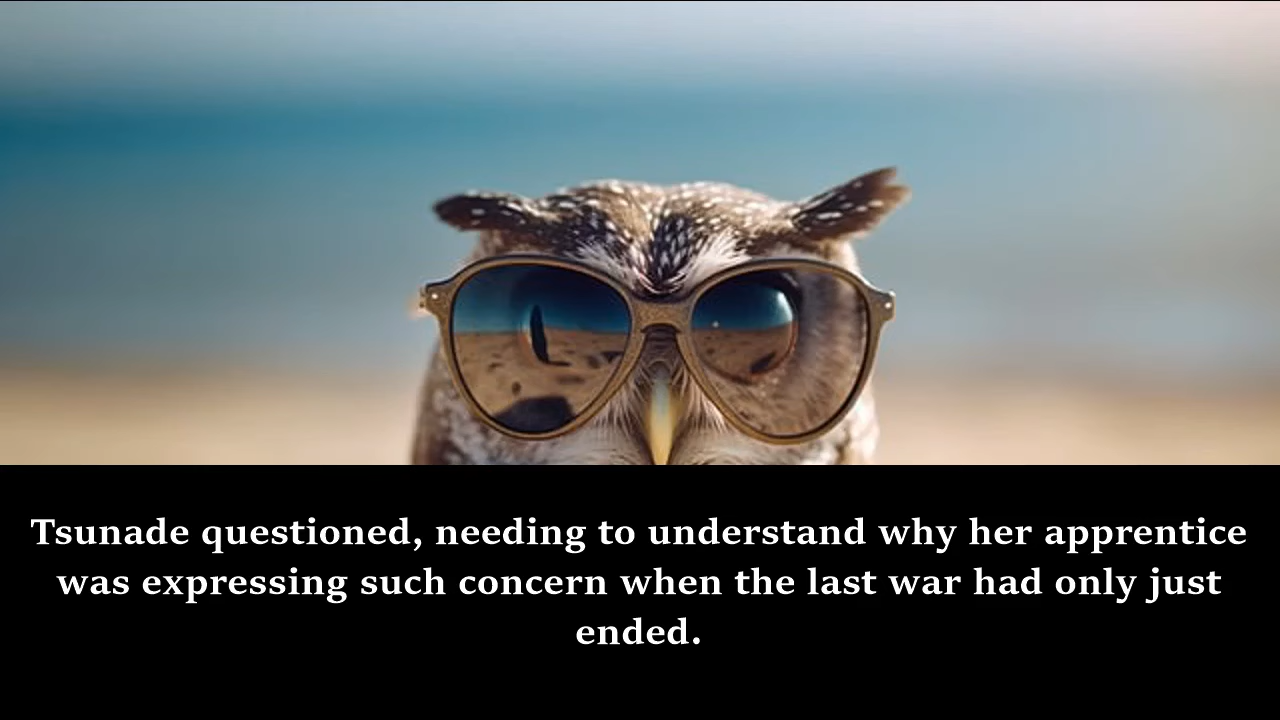 Tsunade questioned, needing to understand why her apprentice
was expressing such concern when the last war had only just
ended.